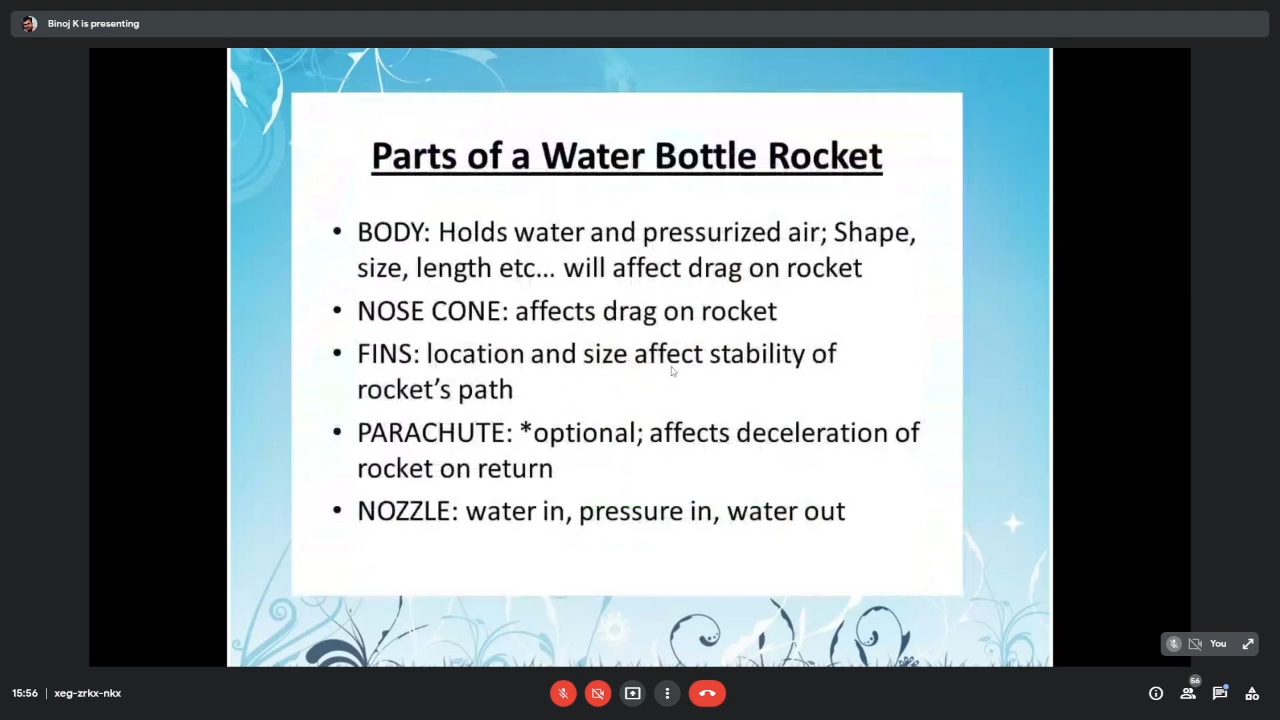 Binoj K is presenting
Parts of a Water Bottle Rocket
• BODY: Holds water and pressurized air; Shape,
size, length etc... will affect drag on rocket
• NOSE CONE: affects drag on rocket
• FINS: location and size affect stability of
rocket’s path
• PARACHUTE: *optional; affects deceleration of
rocket on return
• NOZZLE: water in, pressure in, water out
You
15:56 | xeg-zrkx-nkx
56